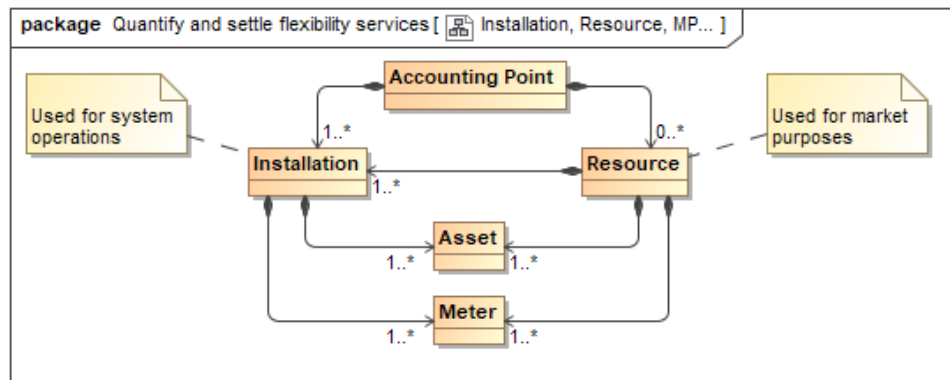 package Quantify and settle flexibility services [ Installation, Resource, MP... ]
Accounting Point
Used for system
operations
Used for market
purposes
1..*
0..*
Installation
Resource
1..*
Asset
1..*
1..*
Meter
1..*
1..*